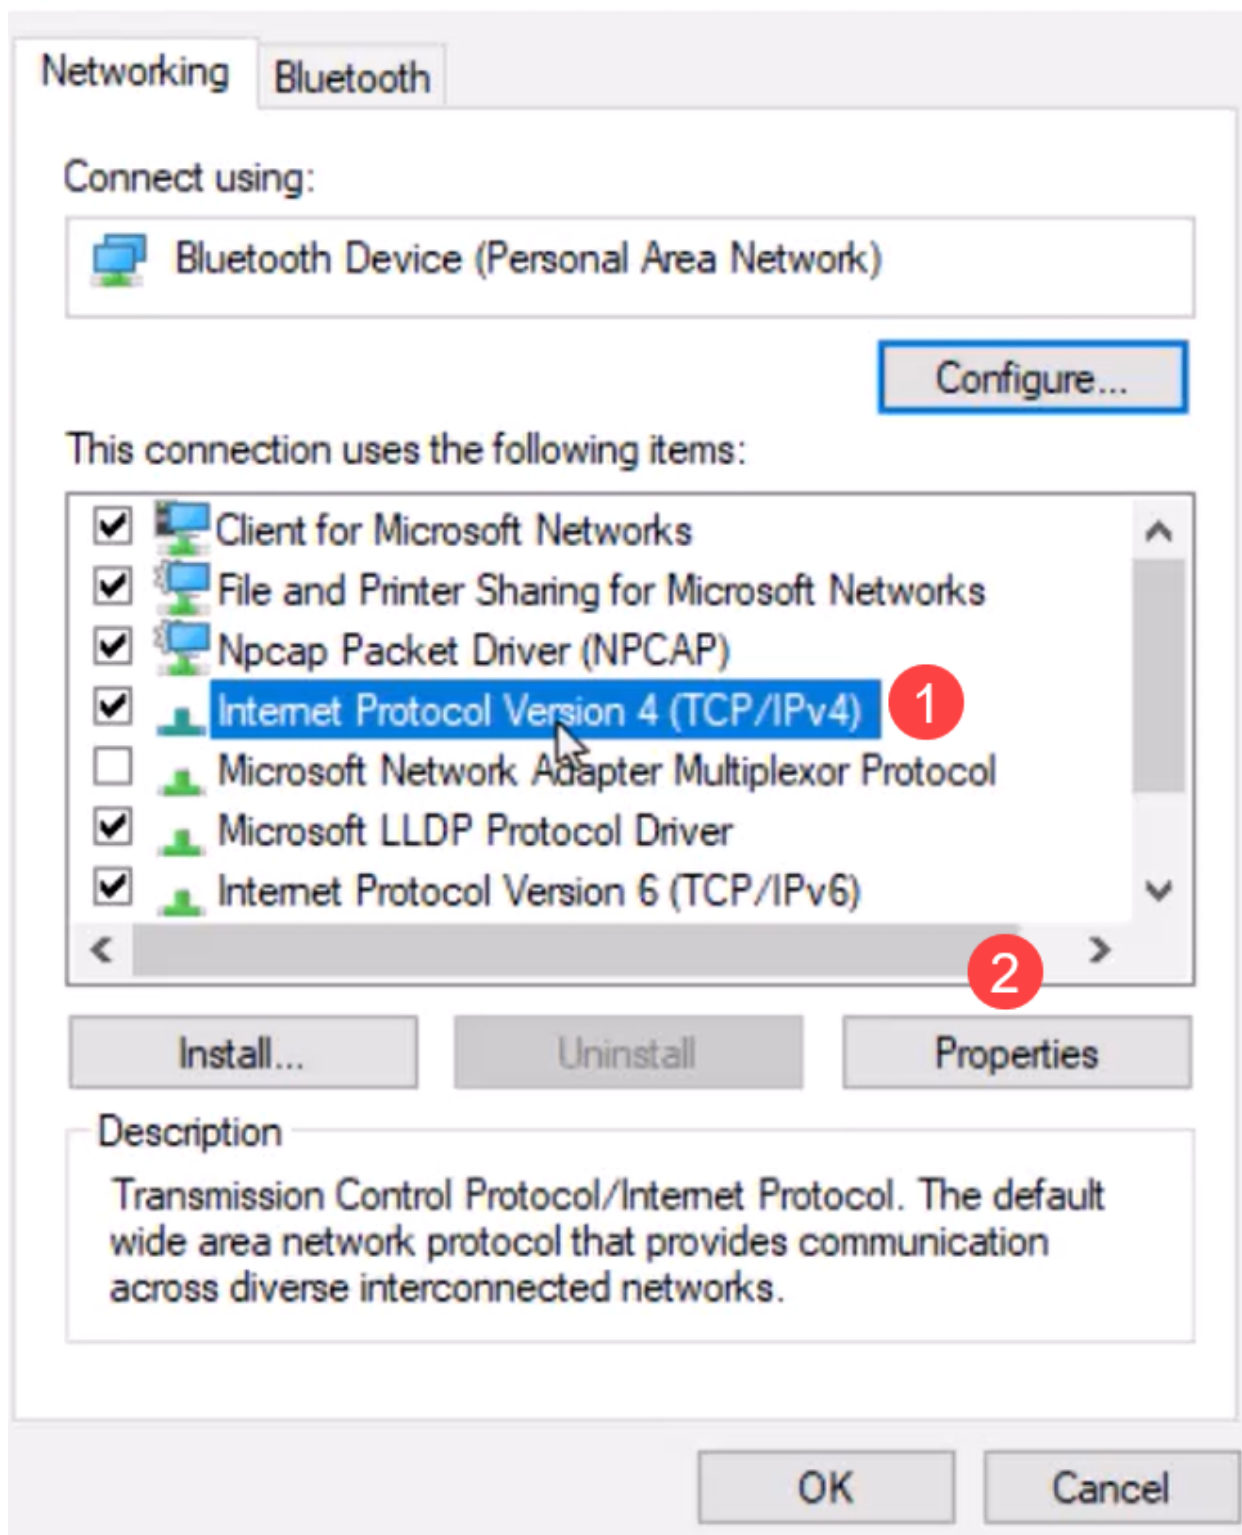 Networking
Bluetooth
Connect using:
Bluetooth Device (Personal Area Network)
Configure...
This connection uses the following items:
Client for Microsoft Networks
File and Printer Sharing for Microsoft Networks
Npcap Packet Driver (NPCAP)
Internet Protocol Version 4 (TCP/IPv4)
1
Microsoft Network Adapter Multiplexor Protocol
Microsoft LLDP Protocol Driver
Internet Protocol Version 6 (TCP/IPv6)
2
Install...
Uninstall
Properties
Description
Transmission Control Protocol/Internet Protocol. The default
wide area network protocol that provides communication
across diverse interconnected networks.
OK
Cancel